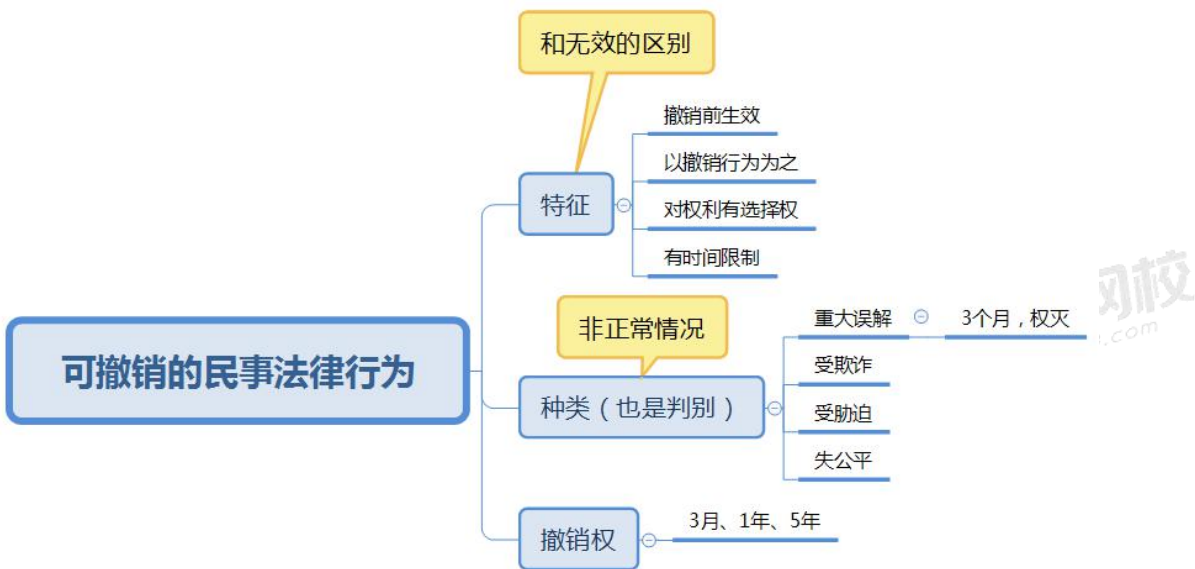 和无效的区别
撤销前生效
以撤销行为为之
特征
对权利有选择权
有时间限制
网校
.com
非正常情况
重大误解
3个月，权灭
可撤销的民事法律行为
受欺诈
种类（也是判别）
受胁迫
失公平
撤销权
3月、1年、5年